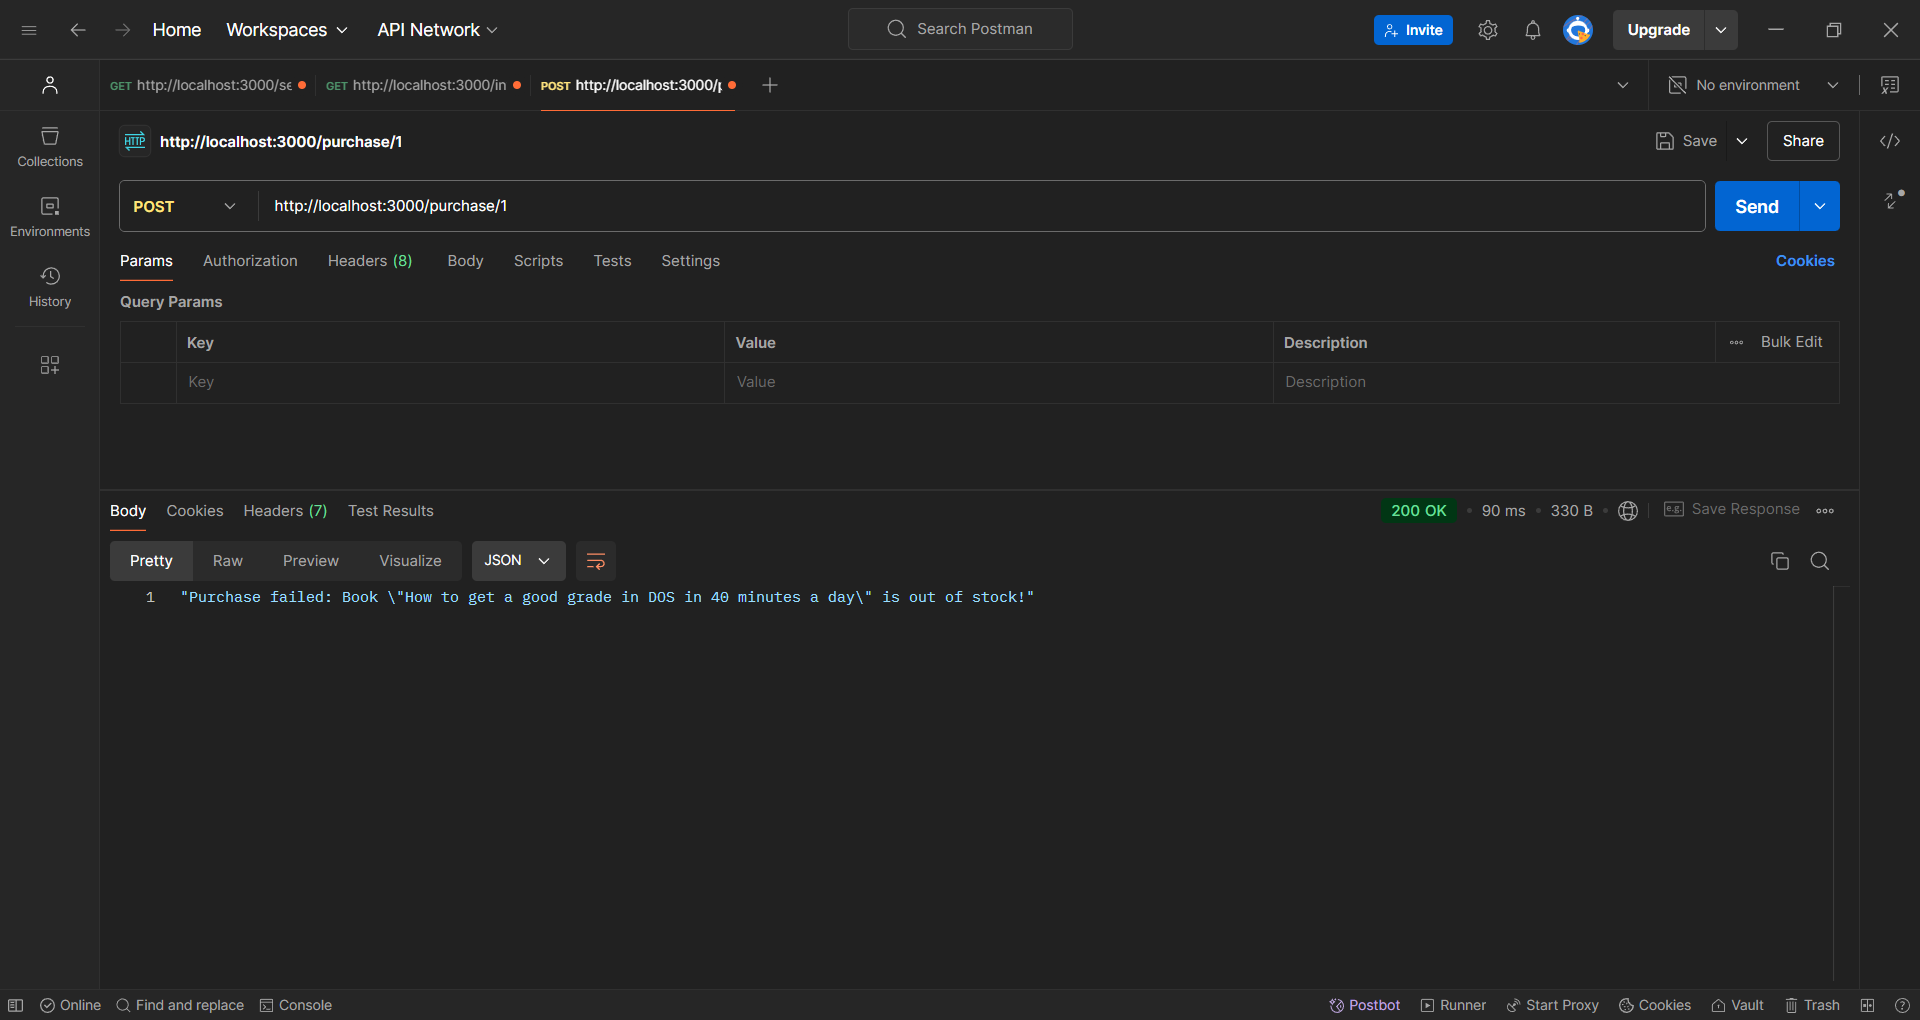 Home Workspaces API Network Search Postman Invite Upgrade
GET http://localhost:3000/se GET http://localhost:3000/in POST http://localhost:3000/p No environment
HTTP http://localhost:3000/purchase/1 Save Share
Collections
POST http://localhost:3000/purchase/1 Send
Environments
Params Authorization Headers (8) Body Scripts Tests Settings Cookies
History
Query Params
Key Value Description Bulk Edit
Key Value Description
Body Cookies Headers (7) Test Results 200 OK 90 ms 330 B e.g. Save Response
Pretty Raw Preview Visualize JSON
1 "Purchase failed: Book \"How to get a good grade in DOS in 40 minutes a day\" is out of stock!"
Online Find and replace Console Postbot Runner Start Proxy Cookies Vault Trash